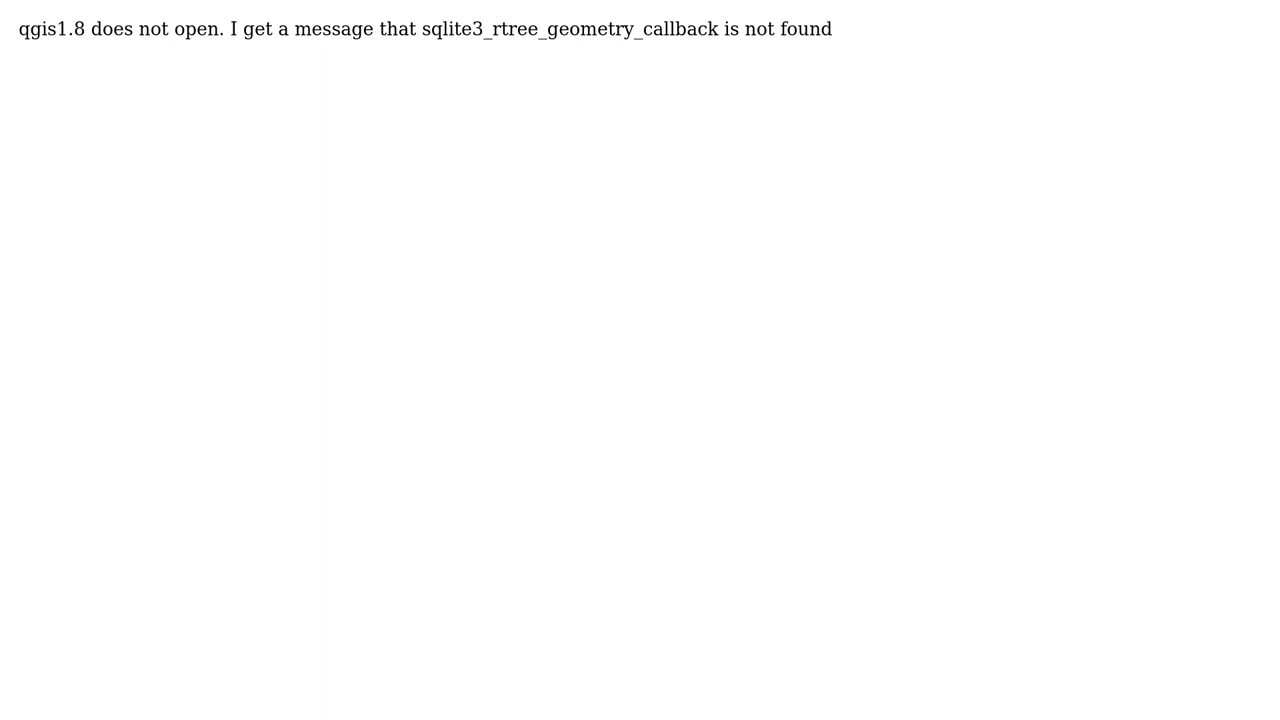 qgis1.8 does not open. I get a message that sqlite3_rtree_geometry_callback is not found